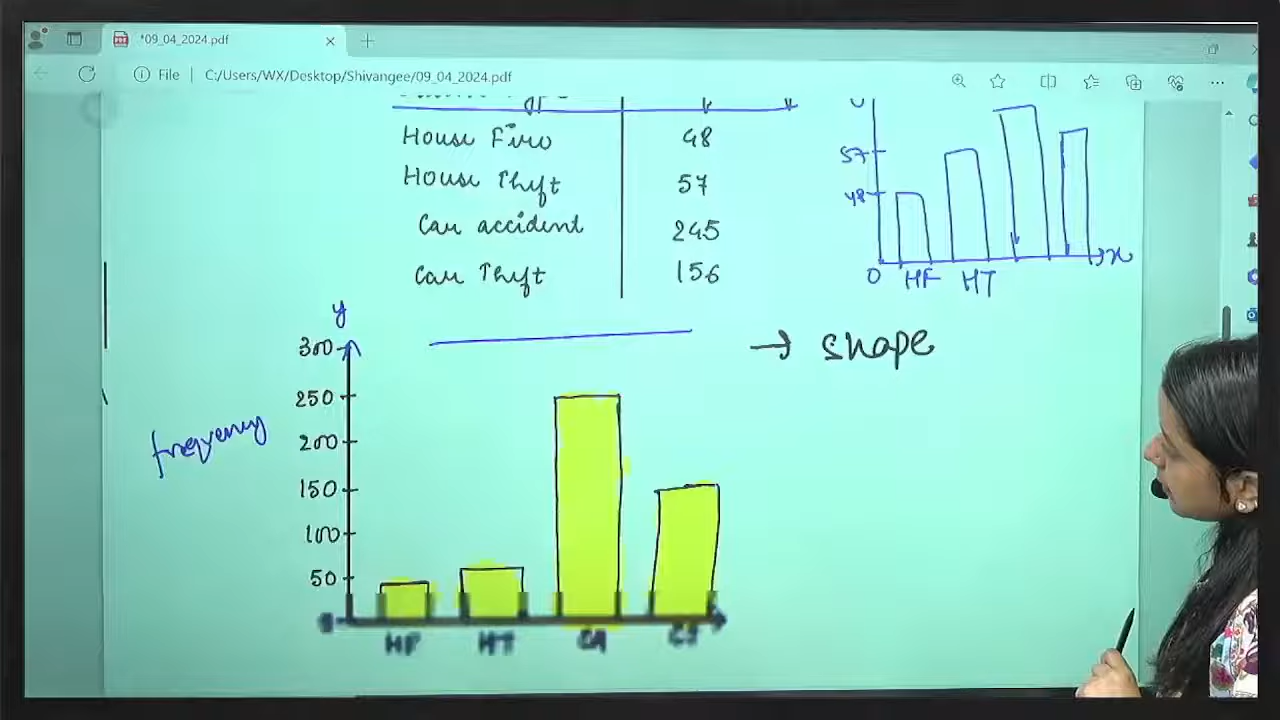 *09_04_2024.pdf
File | C:/Users/WX/Desktop/Shivangee/09_04_2024.pdf
House Fire 48
House Theft 57
Car accident 245
Car Theft 156
57
48
0 HF HT x
y
300
250
200
150
100
50
frequency
→ shape
HF HT CA CT